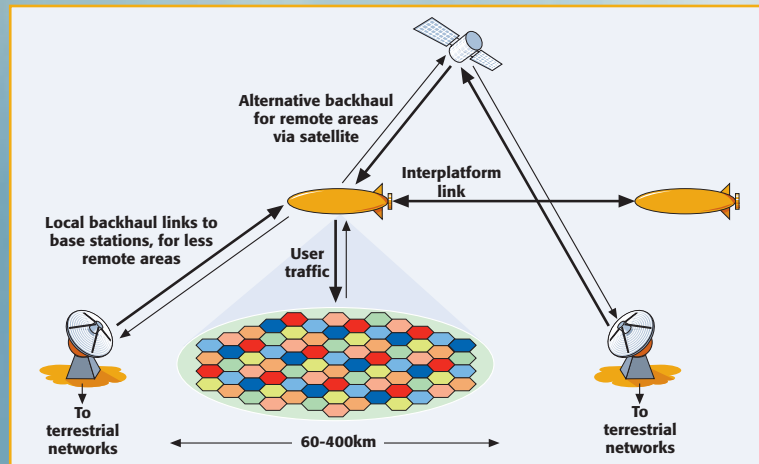 Alternative backhaul
for remote areas
via satellite
Interplatform
link
Local backhaul links to
base stations, for less
remote areas
User
traffic
To
terrestrial
networks
60-400km
To
terrestrial
networks